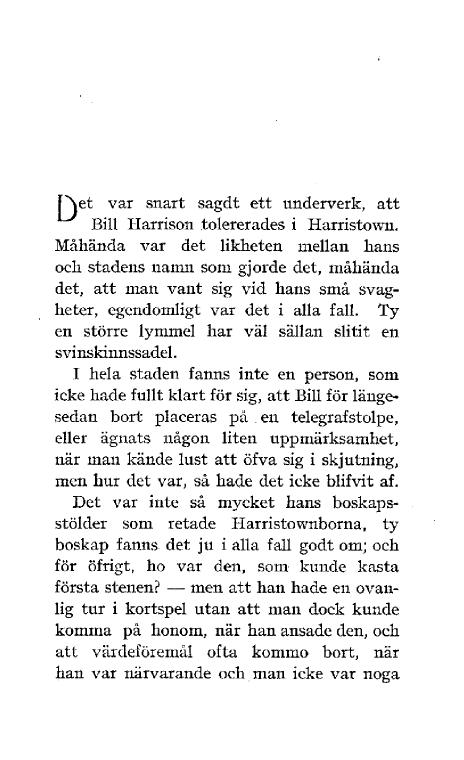 Det var snart sagdt ett underverk, att
Bill Harrison tolererades i Harristown.
Måhända var det likheten mellan hans
och stadens namn som gjorde det, måhända
det, att man vant sig vid hans små svag-
heter, egendomligt var det i alla fall. Ty
en större lymmel har väl sällan slitit en
svinskinnssadel.
I hela staden fanns inte en person, som
icke hade fullt klart för sig, att Bill för länge-
sedan bort placeras på en telegrafstolpe,
eller ägnats någon liten uppmärksamhet,
när man kände lust att öfva sig i skjutning,
men hur det var, så hade det icke blifvit af.
Det var inte så mycket hans boskaps-
stölder som retade Harristownborna, ty
boskap fanns det ju i alla fall godt om; och
för öfrigt, ho var den, som kunde kasta
första stenen? — men att han hade en ovan-
lig tur i kortspel utan att man dock kunde
komma på honom, när han ansade den, och
att värdeföremål ofta kommo bort, när
han var närvarande och man icke var noga